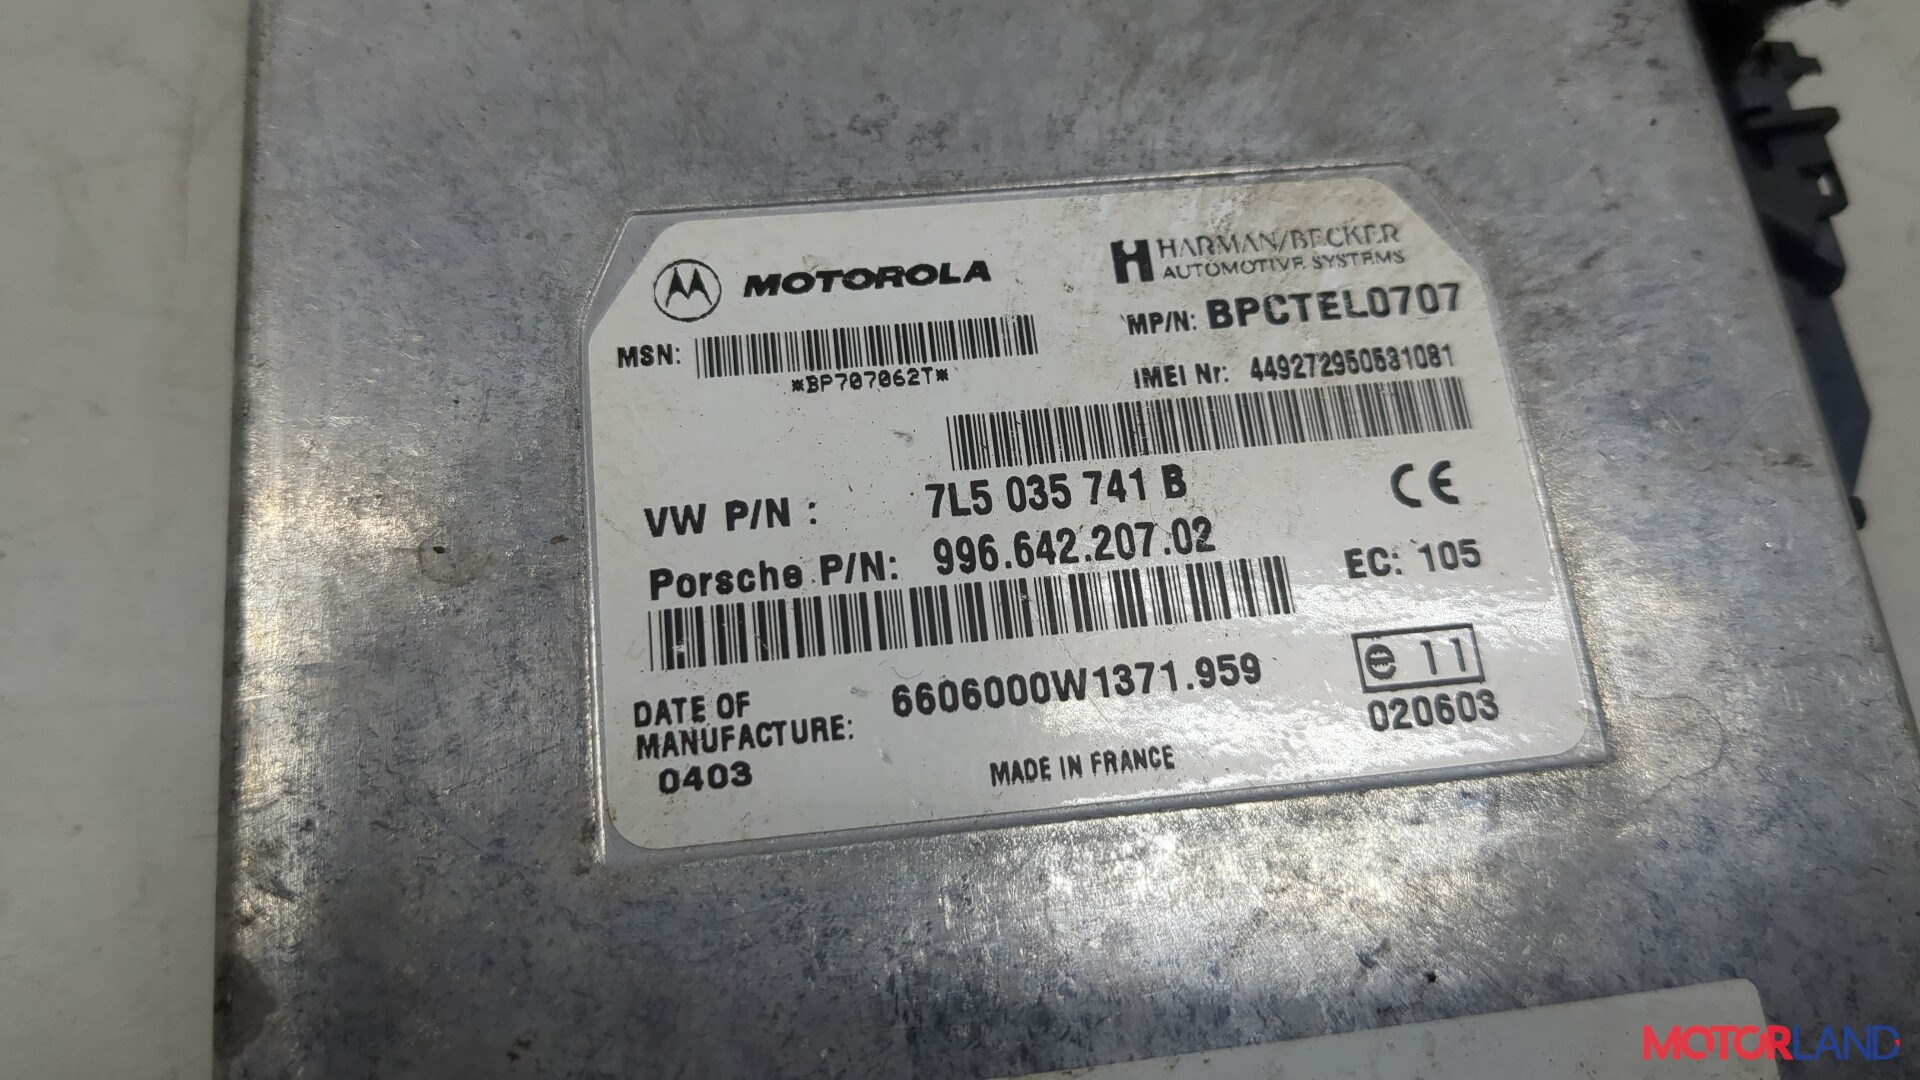 MOTOROLA
HARMAN/BECKER
AUTOMOTIVE SYSTEMS
MP/N: BPCTEL0707
MSN:
*BP707062T*
IMEI Nr: 449272950531081
VW P/N : 7L5 035 741 B
Porsche P/N: 996.642.207.02
CE
EC: 105
DATE OF
MANUFACTURE:
0403
6606000W1371.959
e 11
020603
MADE IN FRANCE
MOTORLAND